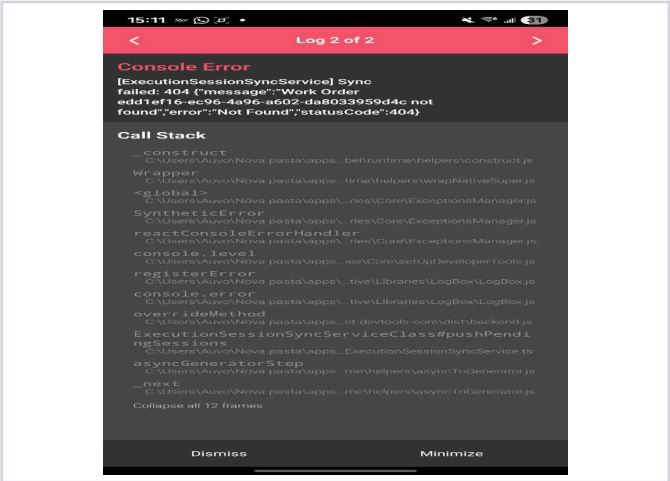 15:11
31
< Log 2 of 2 >
Console Error
[ExecutionSessionSyncService] Sync
failed: 404 {"message":"Work Order
edd1ef16-ec96-4a96-a602-da8033959d4c not
found","error":"Not Found","statusCode":404}
Call Stack
_construct
C:\Users\Auvo\Nova pasta\apps...bel\runtime\helpers\construct.js
Wrapper
C:\Users\Auvo\Nova pasta\apps...time\helpers\wrapNativeSuper.js
<global>
C:\Users\Auvo\Nova pasta\apps\...ries\Core\ExceptionsManager.js
SyntheticError
C:\Users\Auvo\Nova pasta\apps\...ries\Core\ExceptionsManager.js
reactConsoleErrorHandler
C:\Users\Auvo\Nova pasta\apps\...ries\Core\ExceptionsManager.js
console.level
C:\Users\Auvo\Nova pasta\apps...ies\Core\setUpDeveloperTools.js
registerError
C:\Users\Auvo\Nova pasta\apps\...tive\Libraries\LogBox\LogBox.js
console.error
C:\Users\Auvo\Nova pasta\apps\...tive\Libraries\LogBox\LogBox.js
overrideMethod
C:\Users\Auvo\Nova pasta\apps...ct-devtools-core\dist\backend.js
ExecutionSessionSyncServiceClass#pushPendi
ngSessions
C:\Users\Auvo\Nova pasta\apps...ExecutionSessionSyncService.ts
asyncGeneratorStep
C:\Users\Auvo\Nova pasta\apps...me\helpers\asyncToGenerator.js
_next
C:\Users\Auvo\Nova pasta\apps...me\helpers\asyncToGenerator.js
Collapse all 12 frames
Dismiss
Minimize